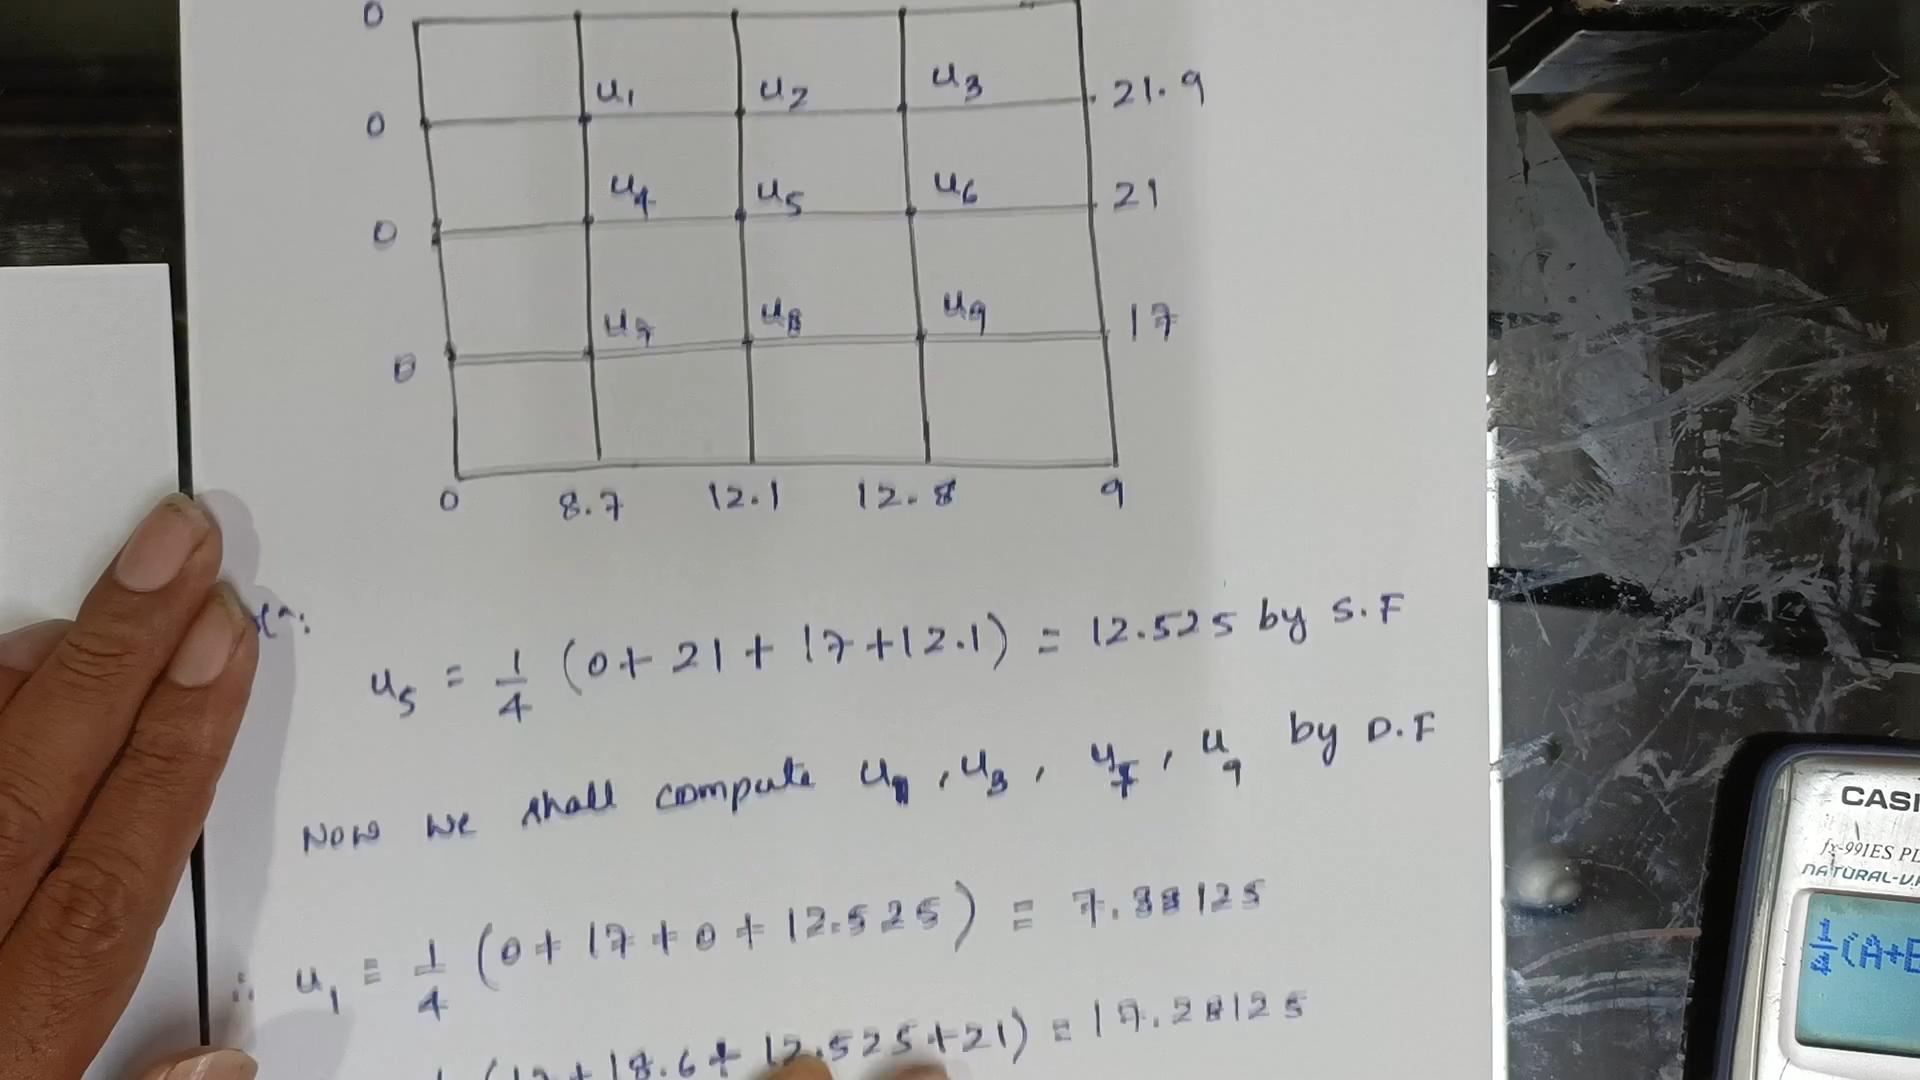 0
u₁ u₂ u₃ 21.9
0
u₄ u₅ u₆ 21
0
u₇ u₈ u₉ 17
0
0 8.7 12.1 12.8 9
u₅ = 1/4 (0+ 21 + 17 +12.1) = 12.525 by S.F
Now we shall compute u₁, u₃, u₇, u₉ by D.F
∴ u₁ = 1/4 (0+ 17 + 0 + 12.525) = 7.38125
18.6 + 12.525+21) = 17.28125
CASI
fx-991ES PL
NATURAL-V.
1/4(A+B